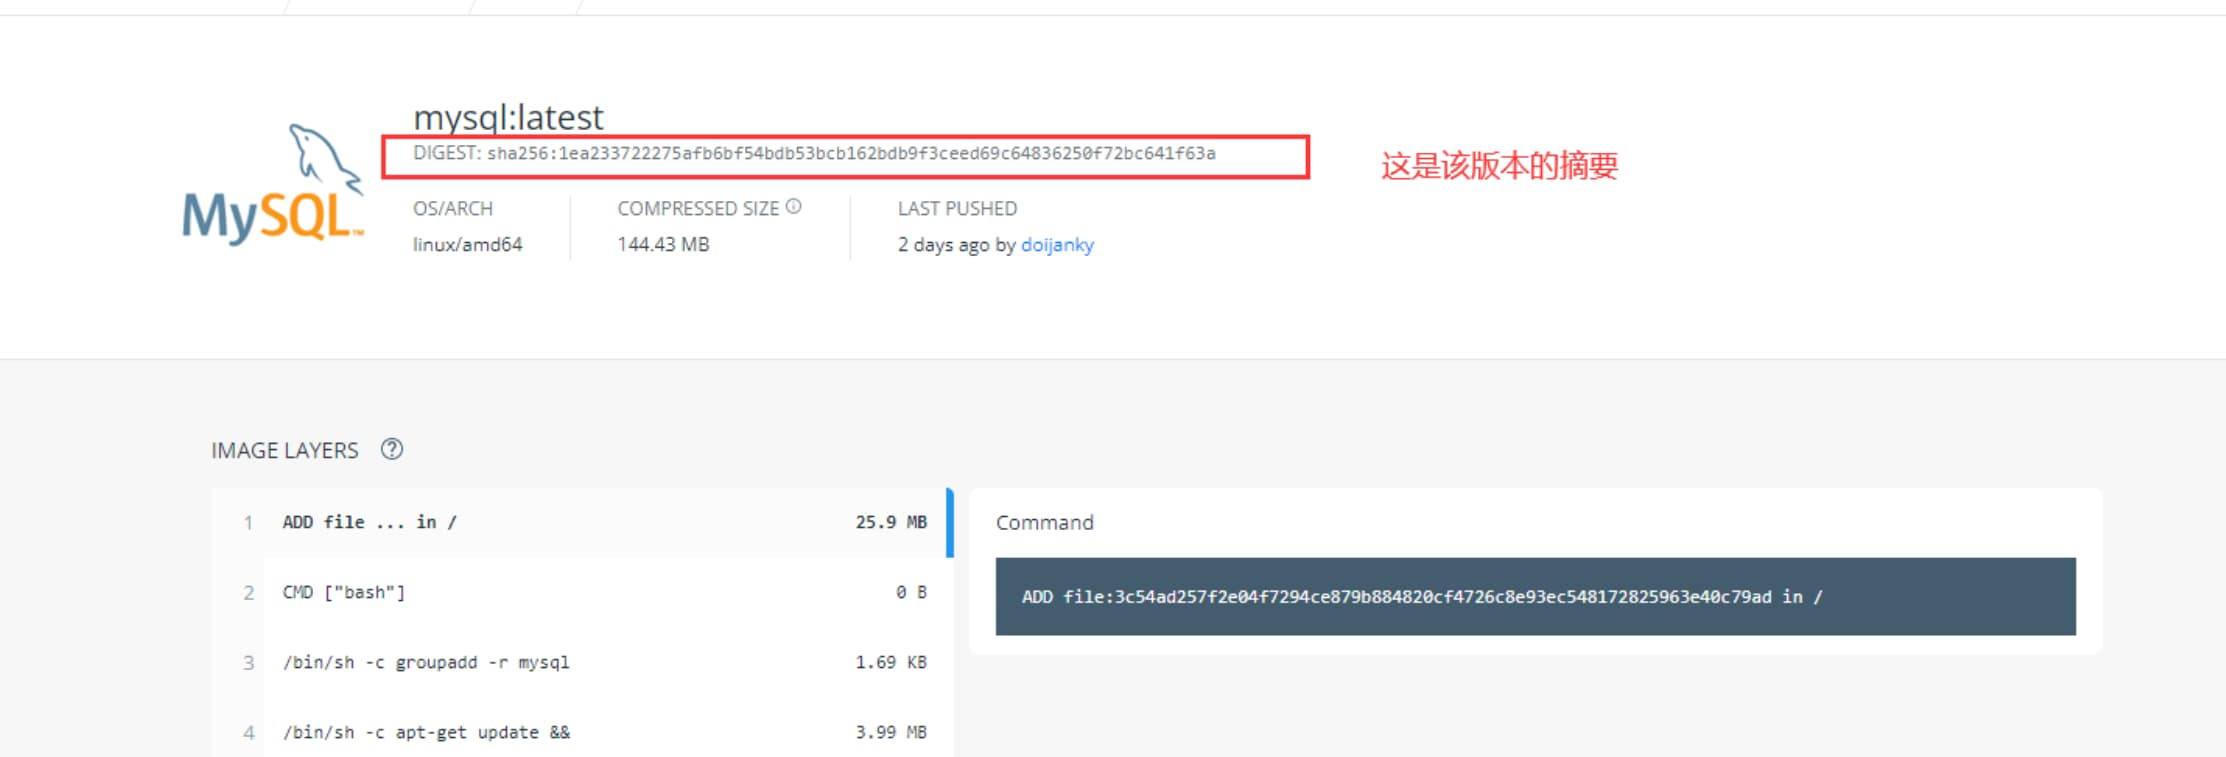 mysql:latest
DIGEST: sha256:1ea233722275afb6bf54bdb53bcb162bdb9f3ceed69c64836250f72bc641f63a
这是该版本的摘要
MySQL™
OS/ARCH
linux/amd64
COMPRESSED SIZE
144.43 MB
LAST PUSHED
2 days ago by doijanky
IMAGE LAYERS
1 ADD file ... in / 25.9 MB
2 CMD ["bash"] 0 B
3 /bin/sh -c groupadd -r mysql 1.69 KB
4 /bin/sh -c apt-get update && 3.99 MB
Command
ADD file:3c54ad257f2e04f7294ce879b884820cf4726c8e93ec548172825963e40c79ad in /